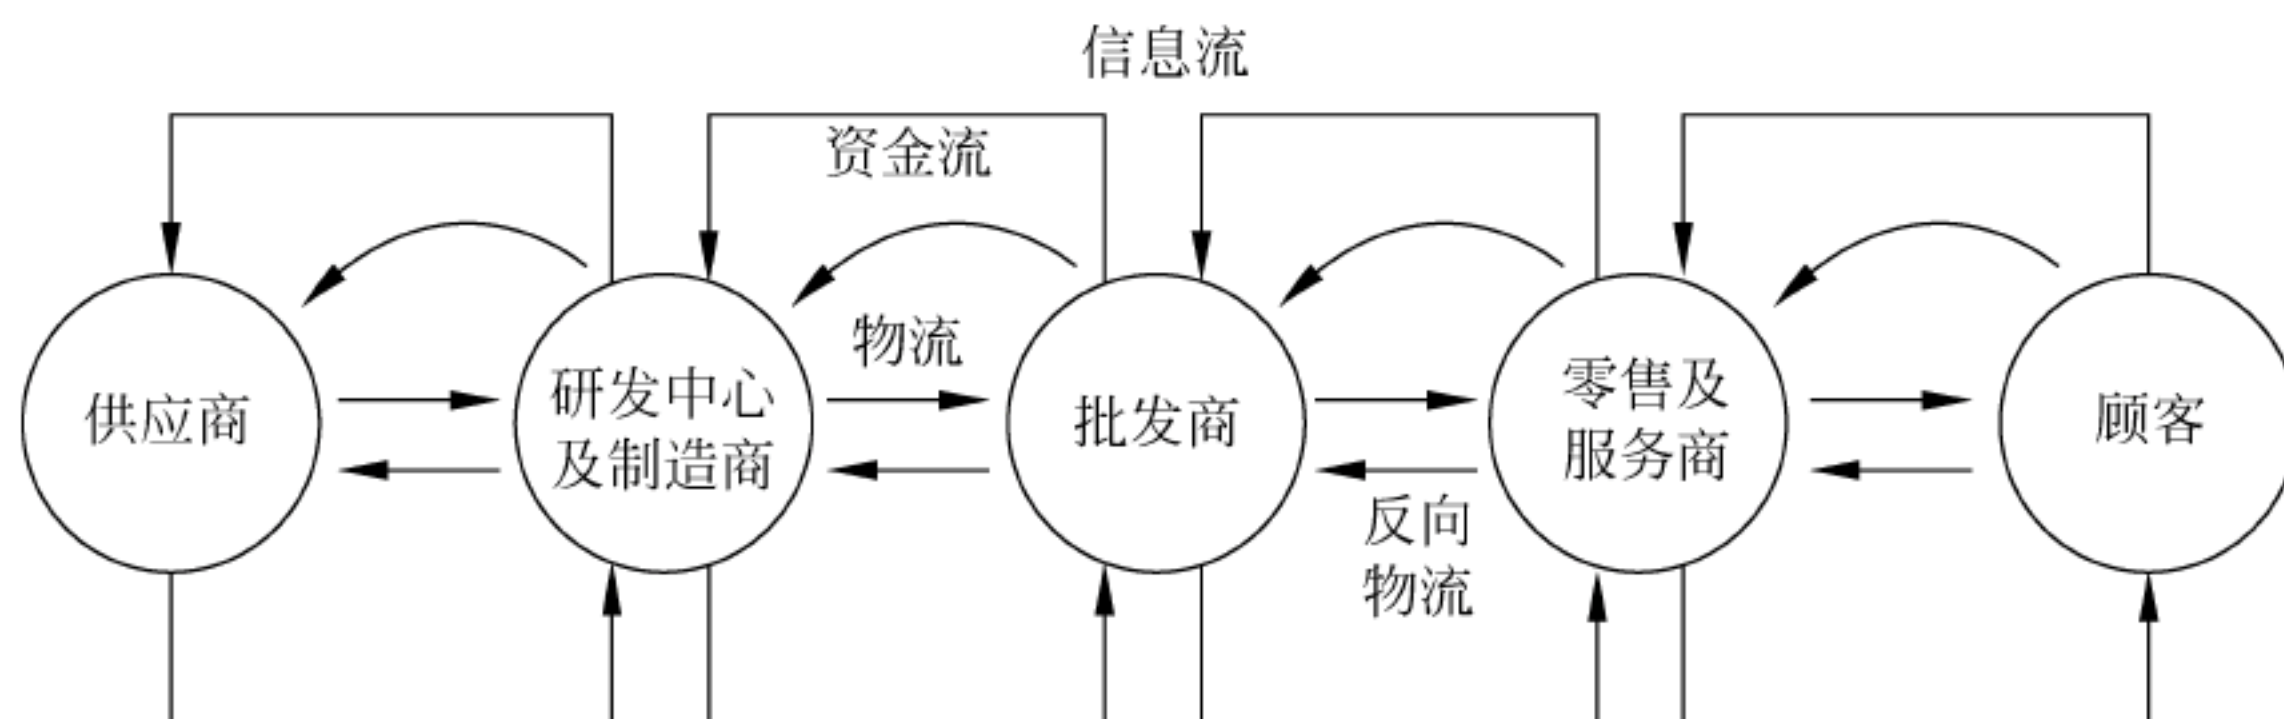 信息流
资金流
物流
供应商
研发中心
及制造商
批发商
零售及
服务商
顾客
反向
物流